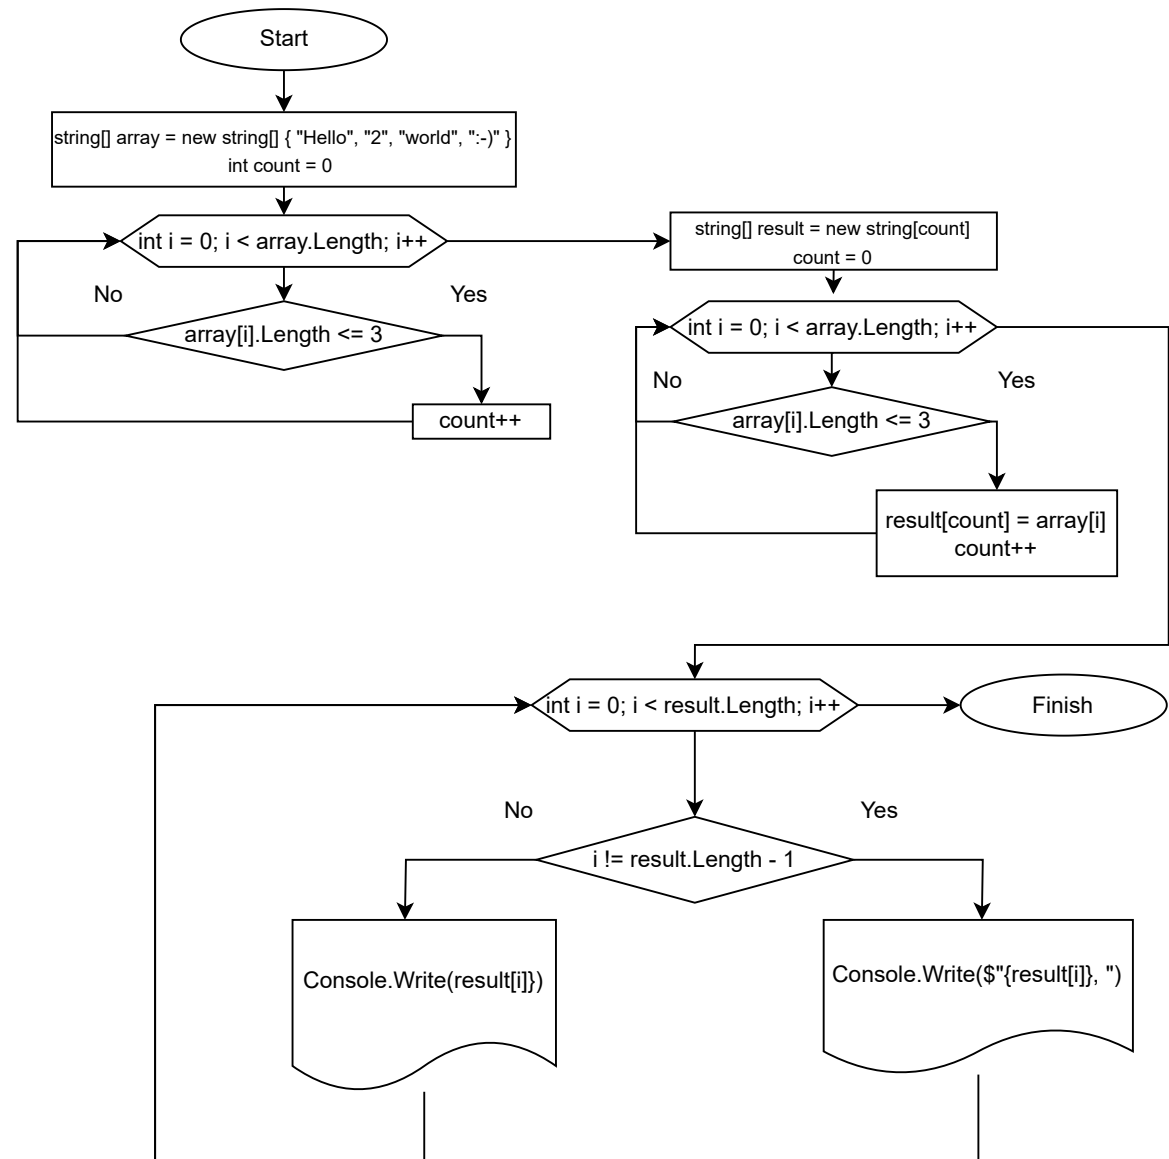 Start
string[] array = new string[] { "Hello", "2", "world", ":-)" }
int count = 0
int i = 0; i < array.Length; i++
No
Yes
array[i].Length <= 3
count++
string[] result = new string[count]
count = 0
int i = 0; i < array.Length; i++
No
Yes
array[i].Length <= 3
result[count] = array[i]
count++
int i = 0; i < result.Length; i++
Finish
No
Yes
i != result.Length - 1
Console.Write(result[i]})
Console.Write($"{result[i]}, ")